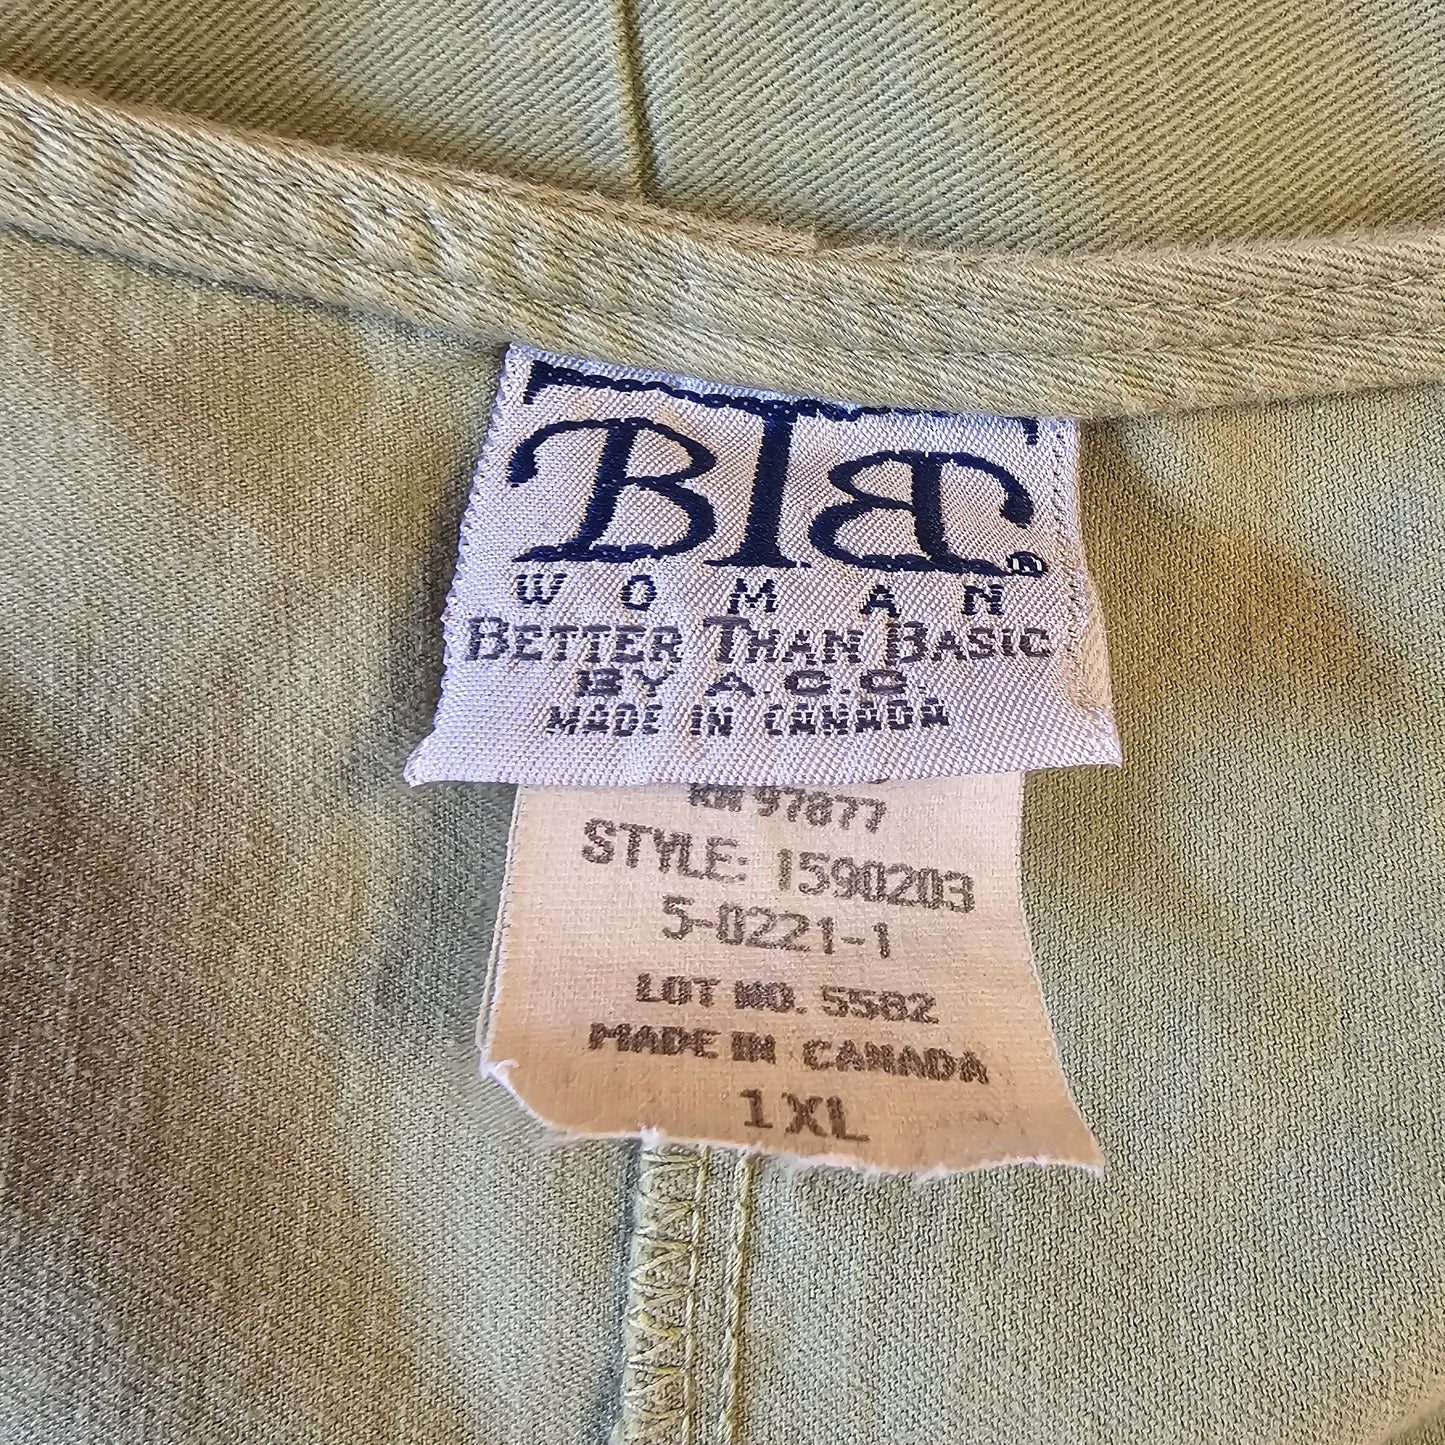 BTB®
WOMAN
BETTER THAN BASIC
BY A.C.C.
MADE IN CANADA
RN 97877
STYLE: 1590203
5-0221-1
LOT NO. 5582
MADE IN CANADA
1XL